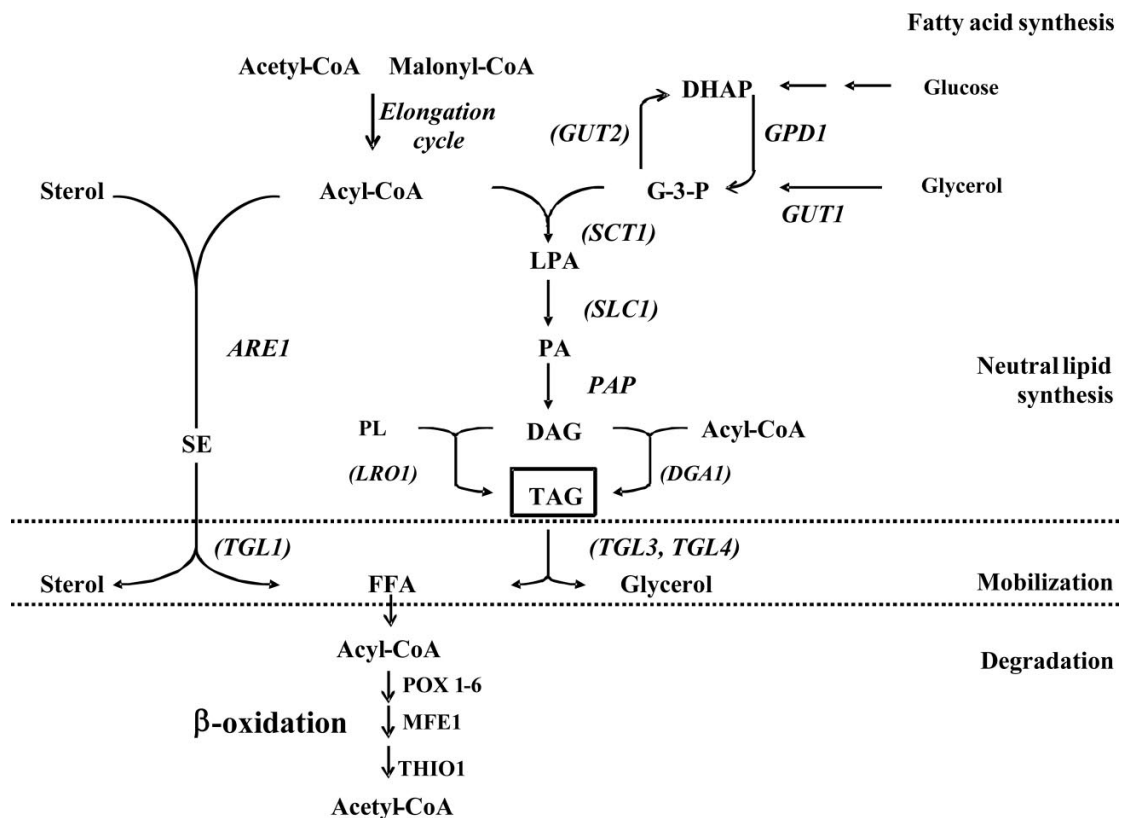 Fatty acid synthesis
Acetyl-CoA Malonyl-CoA
DHAP
Glucose
Elongation
cycle
(GUT2)
GPD1
Sterol
Acyl-CoA
G-3-P
Glycerol
GUT1
(SCT1)
LPA
(SLC1)
PA
ARE1
PAP
Neutral lipid
synthesis
PL
DAG
Acyl-CoA
SE
(LRO1)
(DGA1)
TAG
(TGL1)
(TGL3, TGL4)
Sterol
FFA
Glycerol
Mobilization
Acyl-CoA
Degradation
POX 1-6
β-oxidation
MFE1
THIO1
Acetyl-CoA